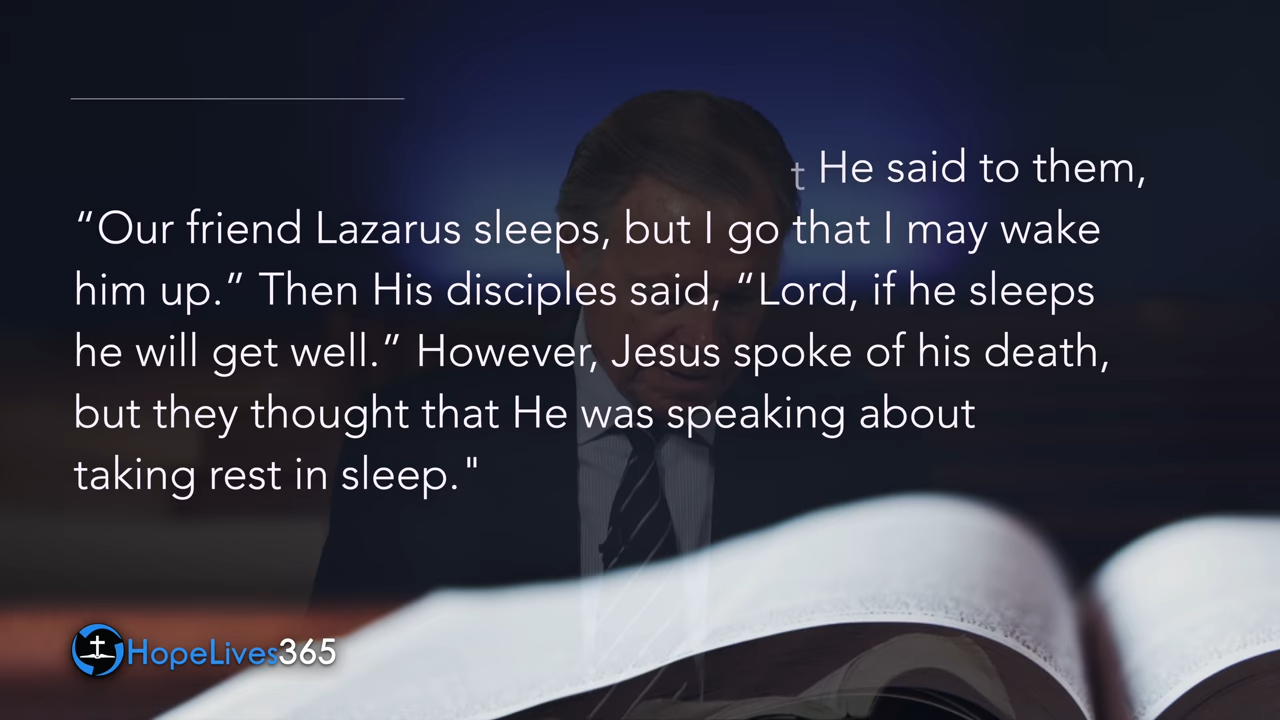 t He said to them,
“Our friend Lazarus sleeps, but I go that I may wake
him up.” Then His disciples said, “Lord, if he sleeps
he will get well.” However, Jesus spoke of his death,
but they thought that He was speaking about
taking rest in sleep."
HopeLives365